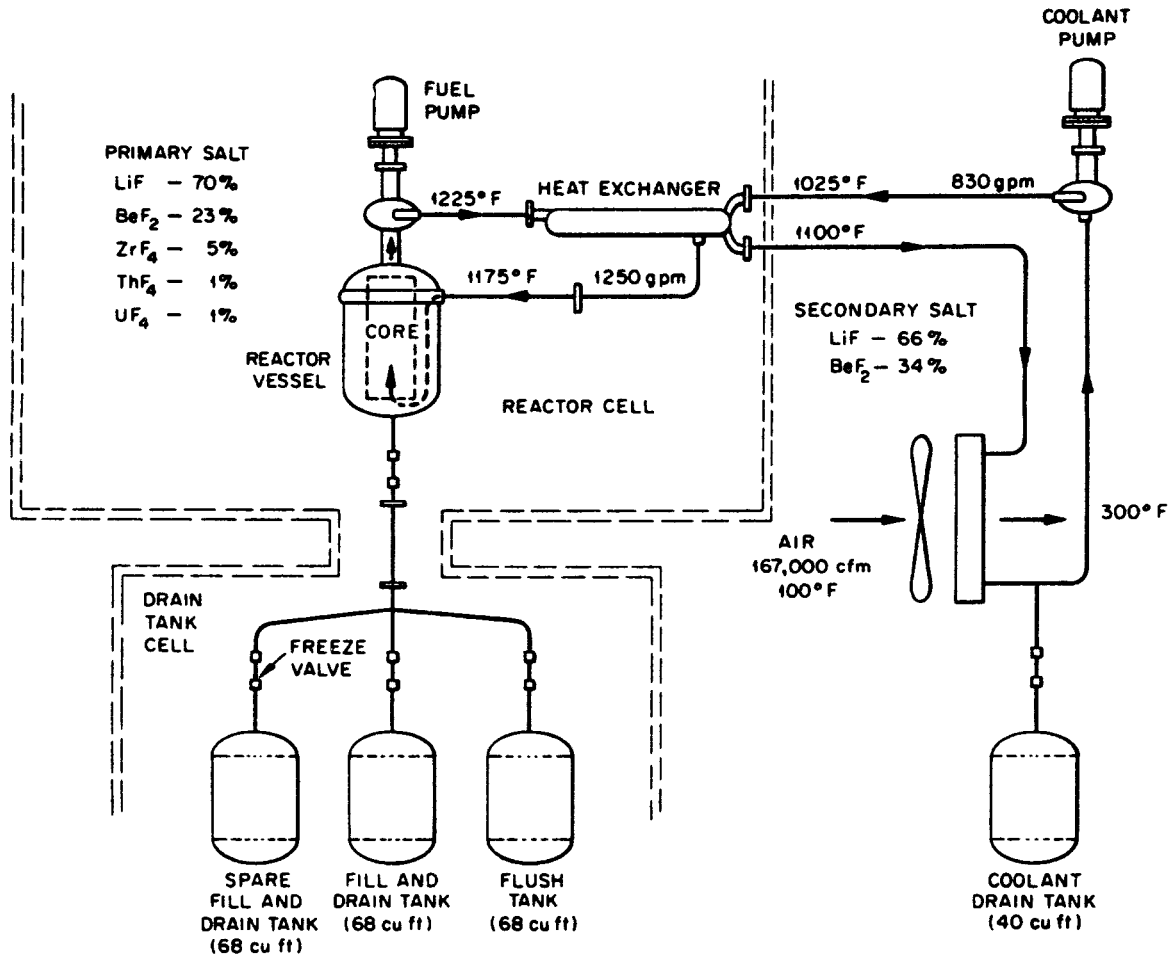 COOLANT
PUMP
FUEL
PUMP
PRIMARY SALT
LiF – 70%
BeF₂ – 23%
ZrF₄ – 5%
ThF₄ – 1%
UF₄ – 1%
1225°F
HEAT EXCHANGER
1025°F
830 gpm
1100°F
1175°F
1250 gpm
CORE
REACTOR
VESSEL
REACTOR CELL
SECONDARY SALT
LiF – 66%
BeF₂ – 34%
AIR
167,000 cfm
100°F
300°F
DRAIN
TANK
CELL
FREEZE
VALVE
SPARE
FILL AND
DRAIN TANK
(68 cu ft)
FILL AND
DRAIN TANK
(68 cu ft)
FLUSH
TANK
(68 cu ft)
COOLANT
DRAIN TANK
(40 cu ft)